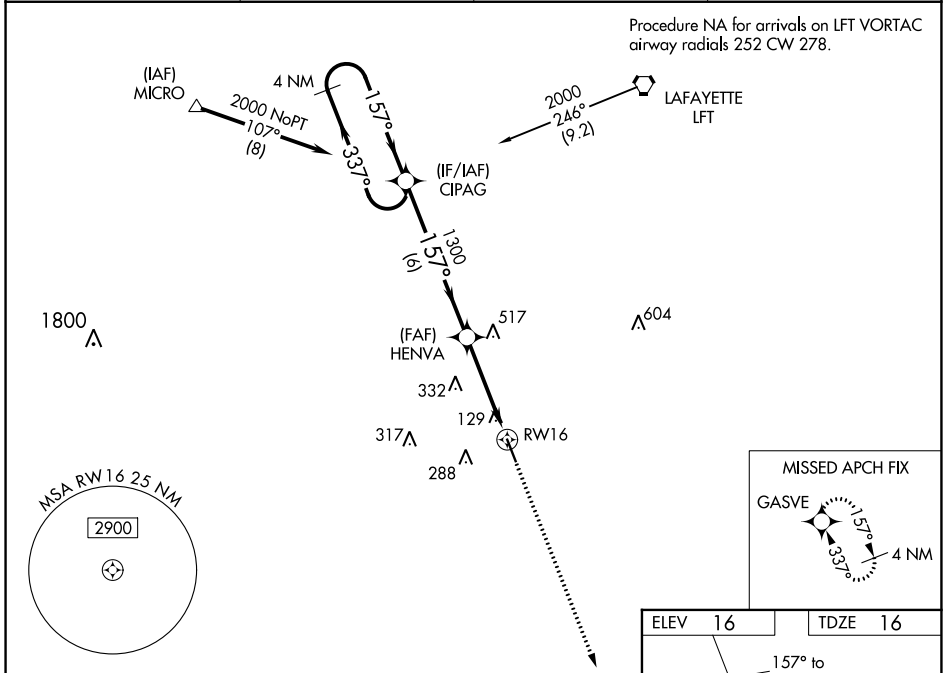 Procedure NA for arrivals on LFT VORTAC
airway radials 252 CW 278.
(IAF)
MICRO
2000 NoPT
107°
(8)
4 NM
157°
337°
2000
246°
(9.2)
LAFAYETTE
LFT
(IF/IAF)
CIPAG
1300
157°
(6)
1800
(FAF)
HENVA
517
604
332
129
RW16
317
288
MSA RW16 25 NM
2900
MISSED APCH FIX
GASVE
157°
337°
4 NM
ELEV 16
TDZE 16
157° to